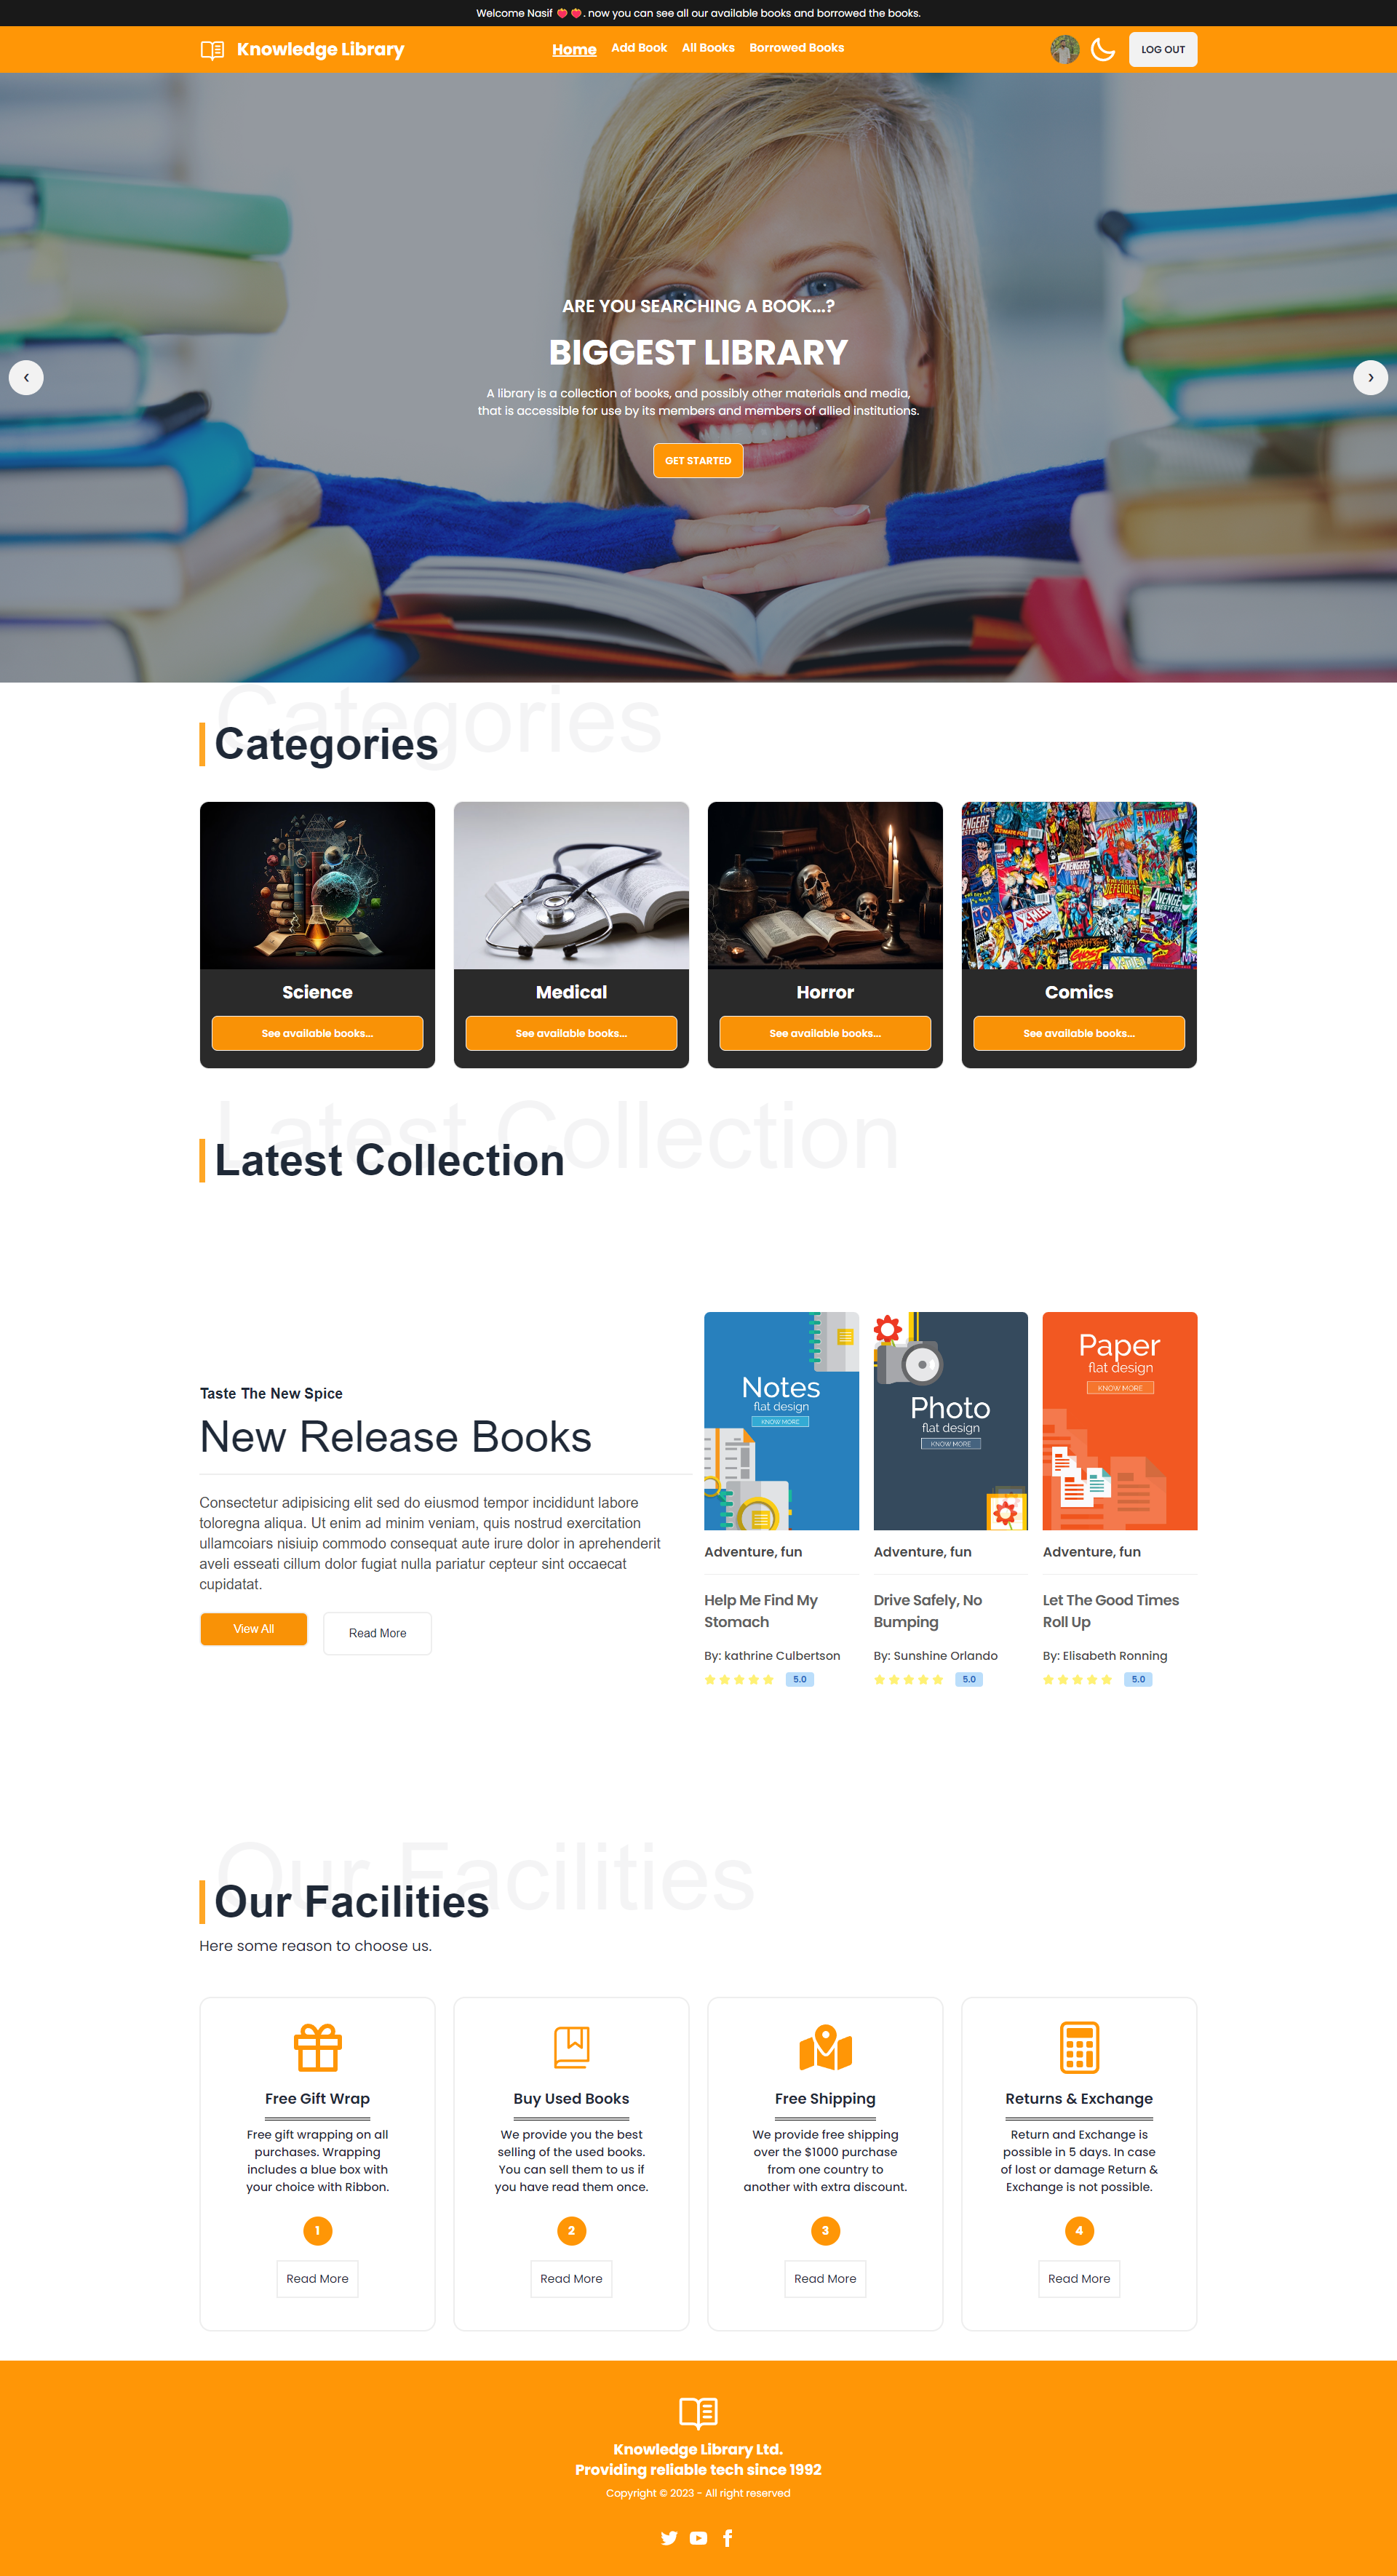 Welcome Nasif 🍅🍅. now you can see all our available books and borrowed the books.
Knowledge Library
Home
Add Book
All Books
Borrowed Books
LOG OUT
ARE YOU SEARCHING A BOOK...?
BIGGEST LIBRARY
A library is a collection of books, and possibly other materials and media,
that is accessible for use by its members and members of allied institutions.
GET STARTED
‹
›
Categories
Categories
Science
See available books...
Medical
See available books...
Horror
See available books...
Comics
See available books...
Latest Collection
Latest Collection
Taste The New Spice
New Release Books
Consectetur adipisicing elit sed do eiusmod tempor incididunt labore
toloregna aliqua. Ut enim ad minim veniam, quis nostrud exercitation
ullamcoiars nisiuip commodo consequat aute irure dolor in aprehenderit
aveli esseati cillum dolor fugiat nulla pariatur cepteur sint occaecat
cupidatat.
View All
Read More
Notes
flat design
KNOW MORE
Adventure, fun
Help Me Find My
Stomach
By: kathrine Culbertson
5.0
Photo
flat design
KNOW MORE
Adventure, fun
Drive Safely, No
Bumping
By: Sunshine Orlando
5.0
Paper
flat design
KNOW MORE
Adventure, fun
Let The Good Times
Roll Up
By: Elisabeth Ronning
5.0
Our Facilities
Our Facilities
Here some reason to choose us.
Free Gift Wrap
Free gift wrapping on all
purchases. Wrapping
includes a blue box with
your choice with Ribbon.
1
Read More
Buy Used Books
We provide you the best
selling of the used books.
You can sell them to us if
you have read them once.
2
Read More
Free Shipping
We provide free shipping
over the $1000 purchase
from one country to
another with extra discount.
3
Read More
Returns & Exchange
Return and Exchange is
possible in 5 days. In case
of lost or damage Return &
Exchange is not possible.
4
Read More
Knowledge Library Ltd.
Providing reliable tech since 1992
Copyright © 2023 - All right reserved